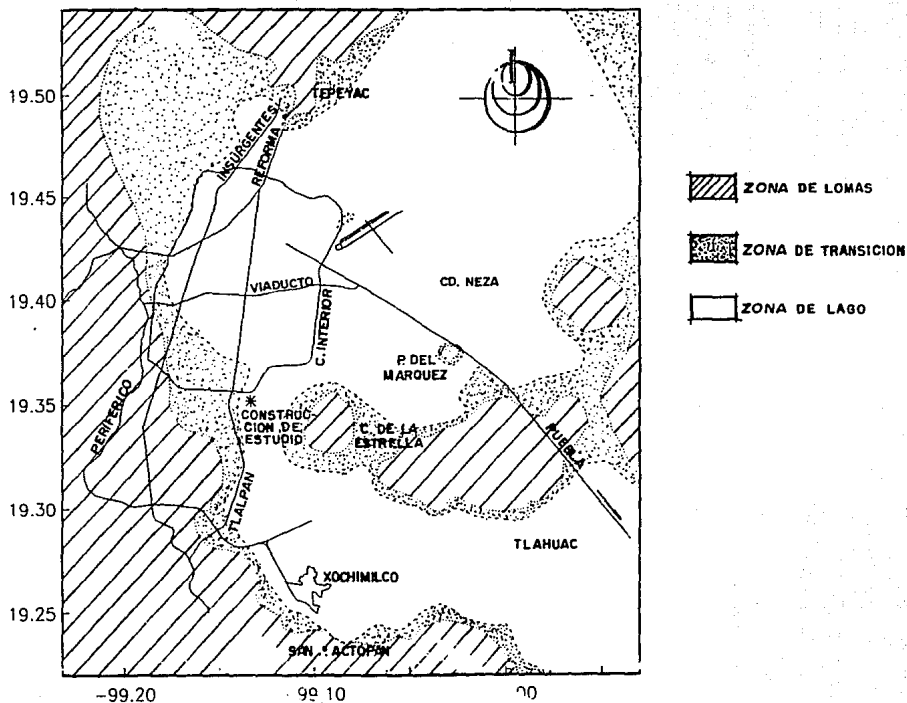 19.50
19.45
19.40
19.35
19.30
19.25
TEPEYAC
INSURGENTES
REFORMA
VIADUCTO
C. INTERIOR
CD. NEZA
P. DEL
MARQUEZ
CONSTRUC-
CION DE
ESTUDIO
C. DE LA
ESTRELLA
PERIFERICO
TLALPAN
PUEBLA
TLAHUAC
XOCHIMILCO
SAN ACTOPAN
ZONA DE LOMAS
ZONA DE TRANSICION
ZONA DE LAGO
-99.20